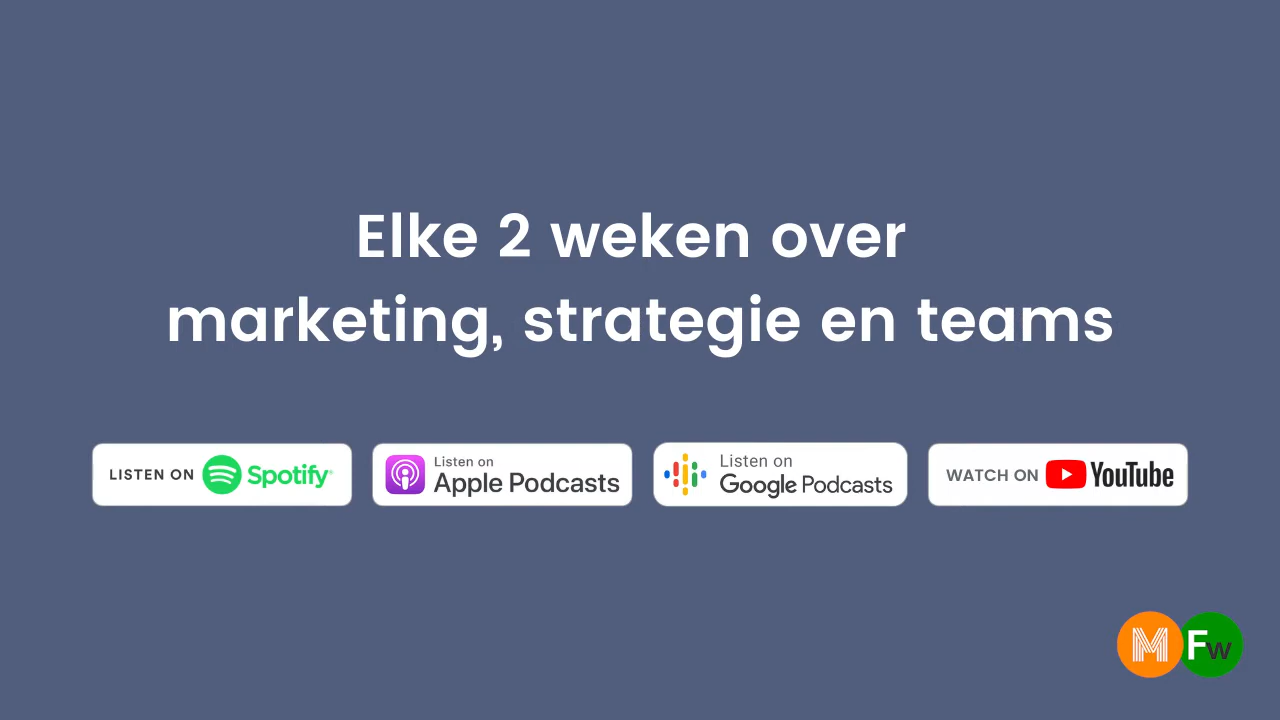 Elke 2 weken over
marketing, strategie en teams
LISTEN ON Spotify
Listen on
Apple Podcasts
Listen on
Google Podcasts
WATCH ON YouTube
M Fw